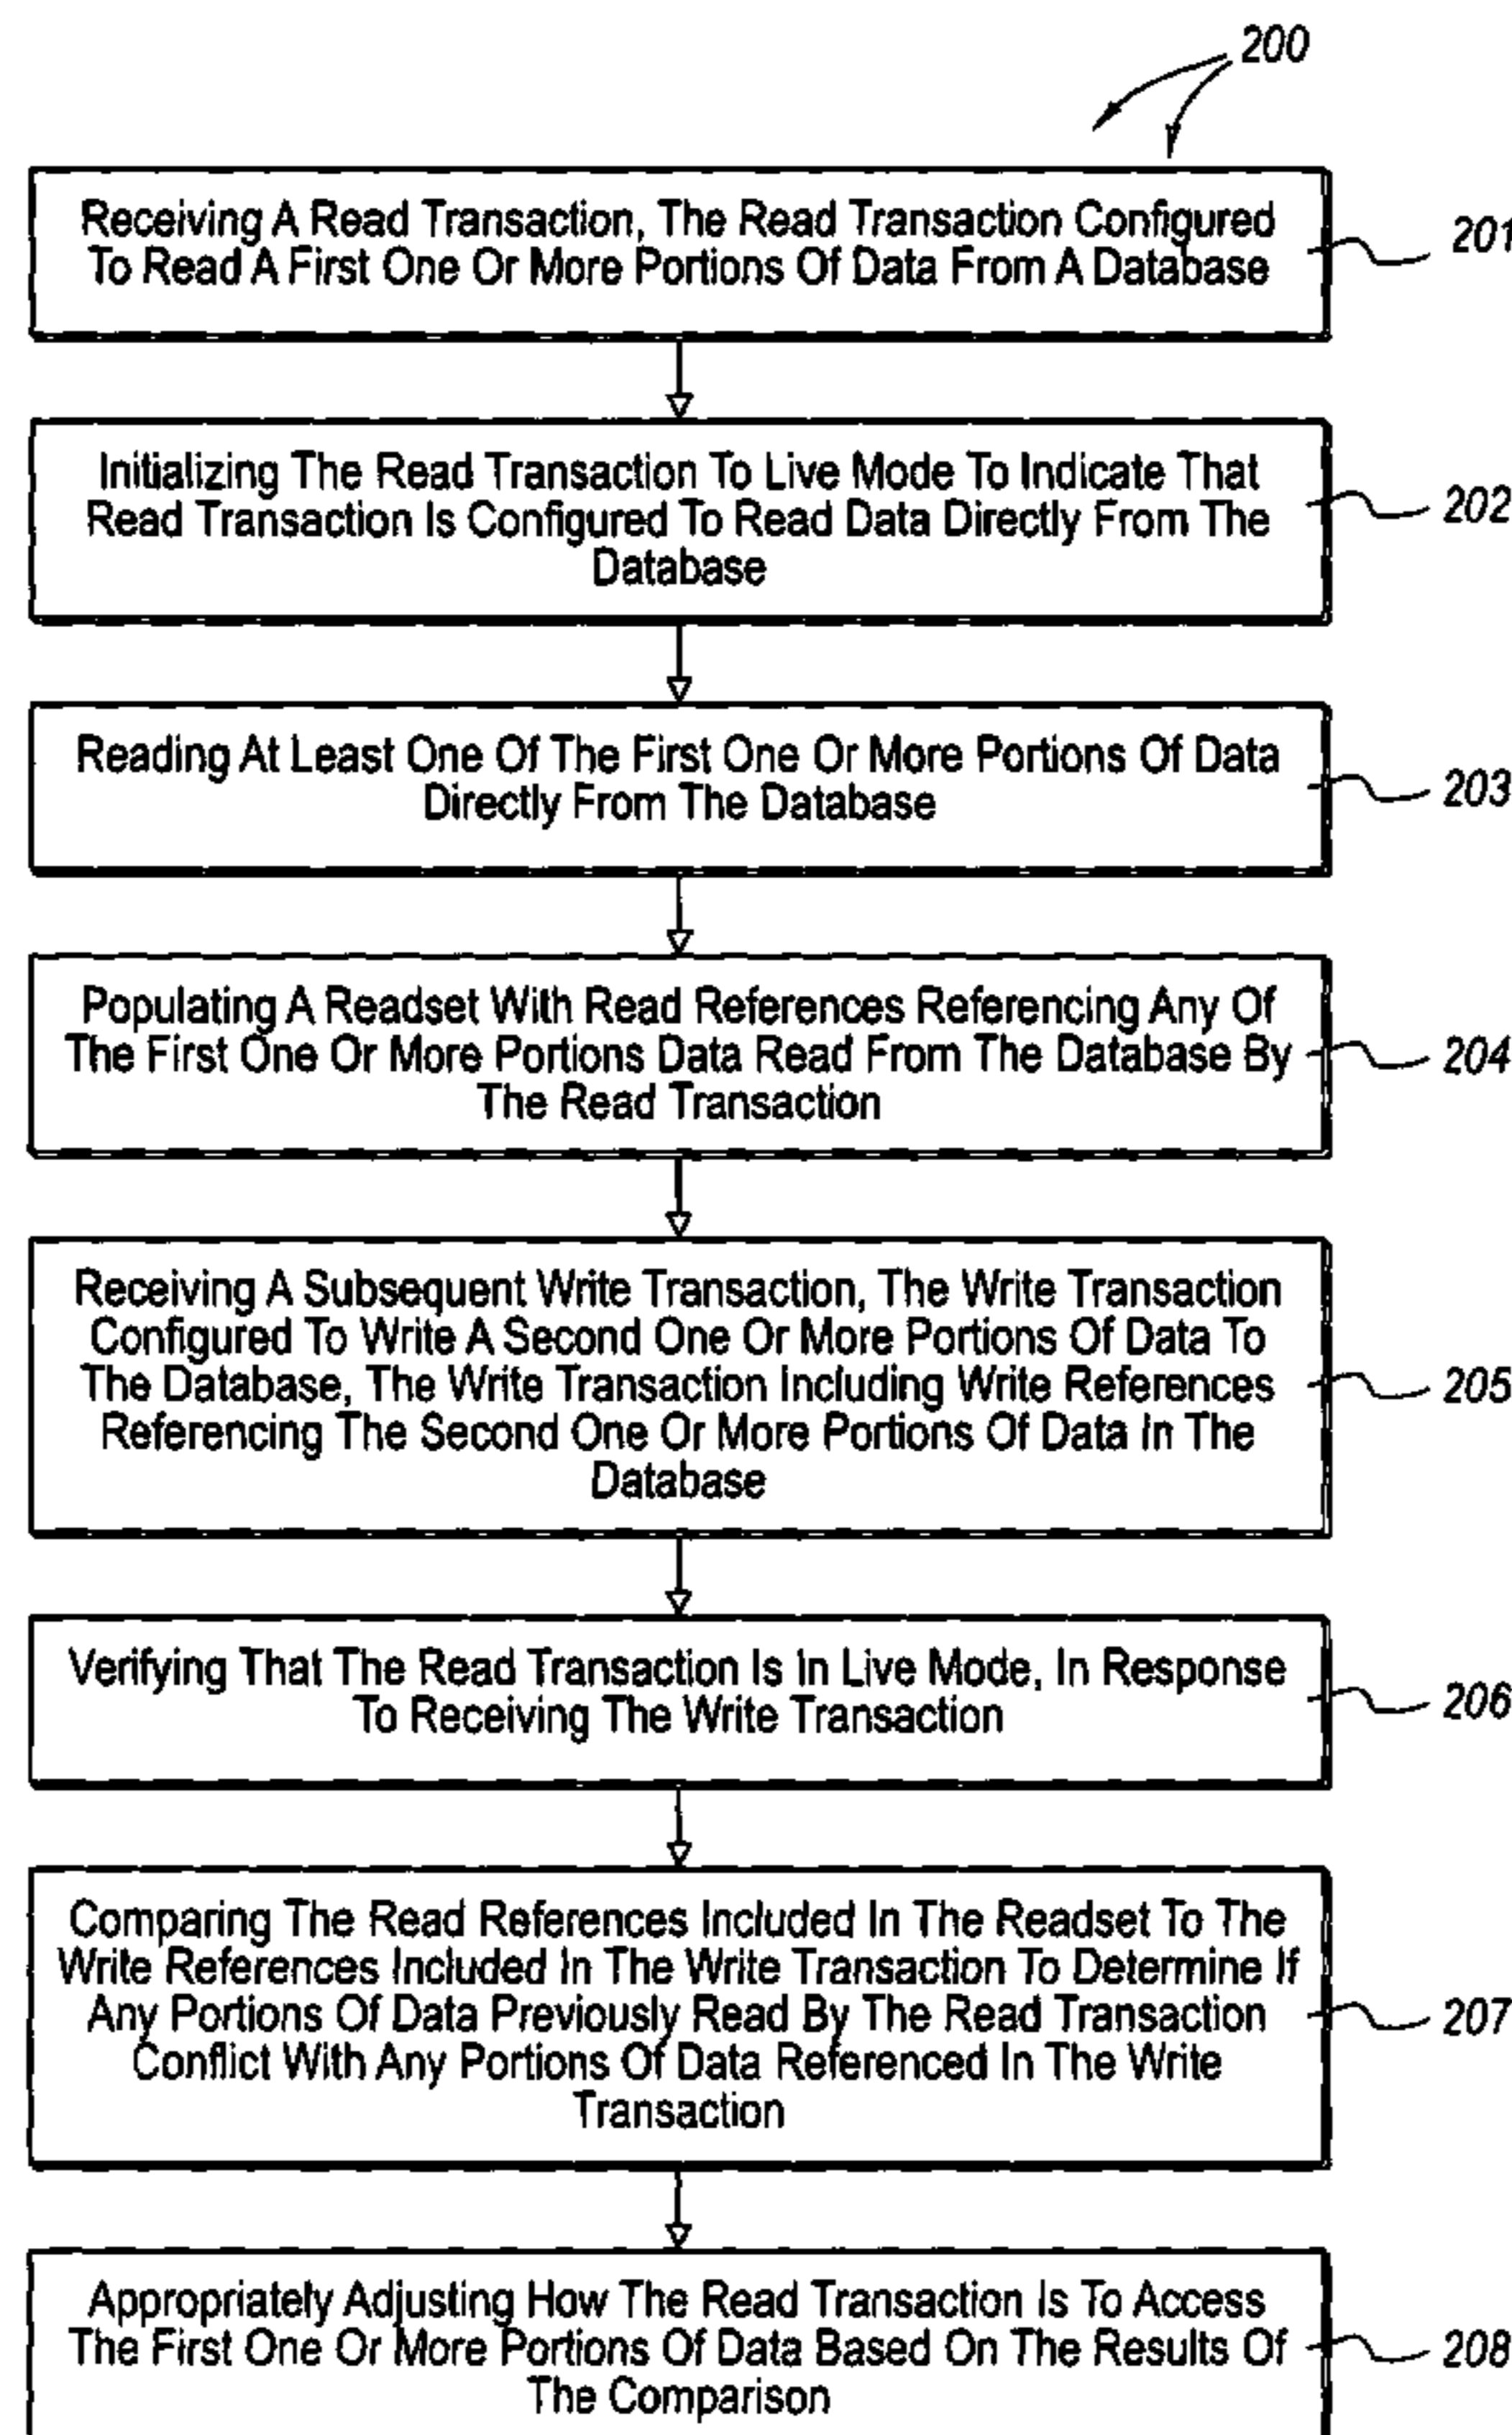 200
Receiving A Read Transaction, The Read Transaction Configured
To Read A First One Or More Portions Of Data From A Database
201
Initializing The Read Transaction To Live Mode To Indicate That
Read Transaction Is Configured To Read Data Directly From The
Database
202
Reading At Least One Of The First One Or More Portions Of Data
Directly From The Database
203
Populating A Readset With Read References Referencing Any Of
The First One Or More Portions Data Read From The Database By
The Read Transaction
204
Receiving A Subsequent Write Transaction, The Write Transaction
Configured To Write A Second One Or More Portions Of Data To
The Database, The Write Transaction Including Write References
Referencing The Second One Or More Portions Of Data In The
Database
205
Verifying That The Read Transaction Is In Live Mode, In Response
To Receiving The Write Transaction
206
Comparing The Read References Included In The Readset To The
Write References Included In The Write Transaction To Determine If
Any Portions Of Data Previously Read By The Read Transaction
Conflict With Any Portions Of Data Referenced In The Write
Transaction
207
Appropriately Adjusting How The Read Transaction Is To Access
The First One Or More Portions Of Data Based On The Results Of
The Comparison
208